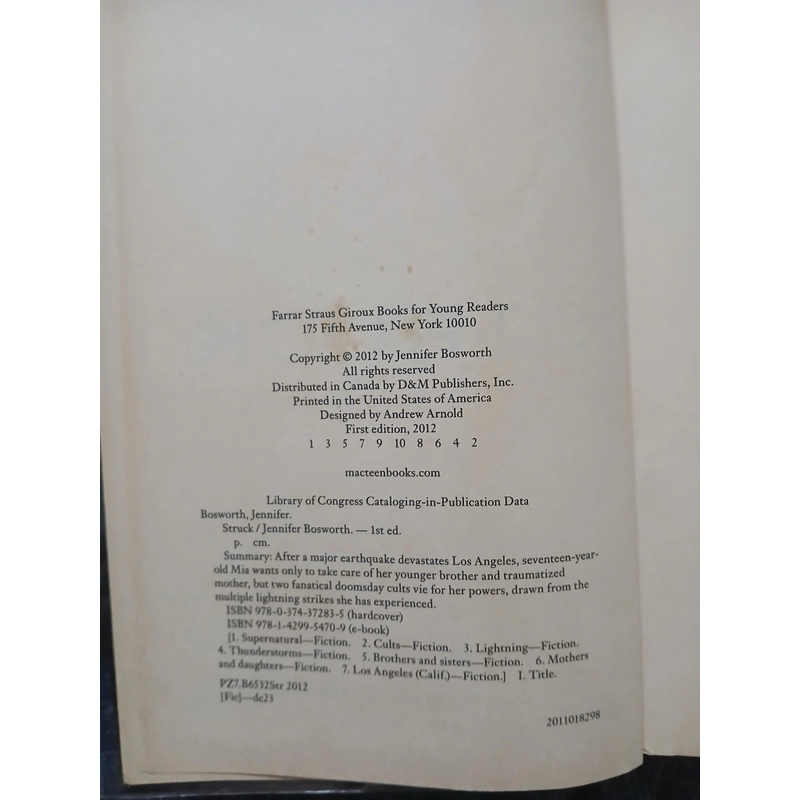 Farrar Straus Giroux Books for Young Readers
175 Fifth Avenue, New York 10010
Copyright © 2012 by Jennifer Bosworth
All rights reserved
Distributed in Canada by D&M Publishers, Inc.
Printed in the United States of America
Designed by Andrew Arnold
First edition, 2012
1 3 5 7 9 10 8 6 4 2
macteenbooks.com
Library of Congress Cataloging-in-Publication Data
Bosworth, Jennifer.
Struck / Jennifer Bosworth. — 1st ed.
p. cm.
Summary: After a major earthquake devastates Los Angeles, seventeen-year-
old Mia wants only to take care of her younger brother and traumatized
mother, but two fanatical doomsday cults vie for her powers, drawn from the
multiple lightning strikes she has experienced.
ISBN 978-0-374-37283-5 (hardcover)
ISBN 978-1-4299-5470-9 (e-book)
[1. Supernatural—Fiction. 2. Cults—Fiction. 3. Lightning—Fiction.
4. Thunderstorms—Fiction. 5. Brothers and sisters—Fiction. 6. Mothers
and daughters—Fiction. 7. Los Angeles (Calif.)—Fiction.] I. Title.
PZ7.B6532Str 2012
[Fic]—dc23
2011018298